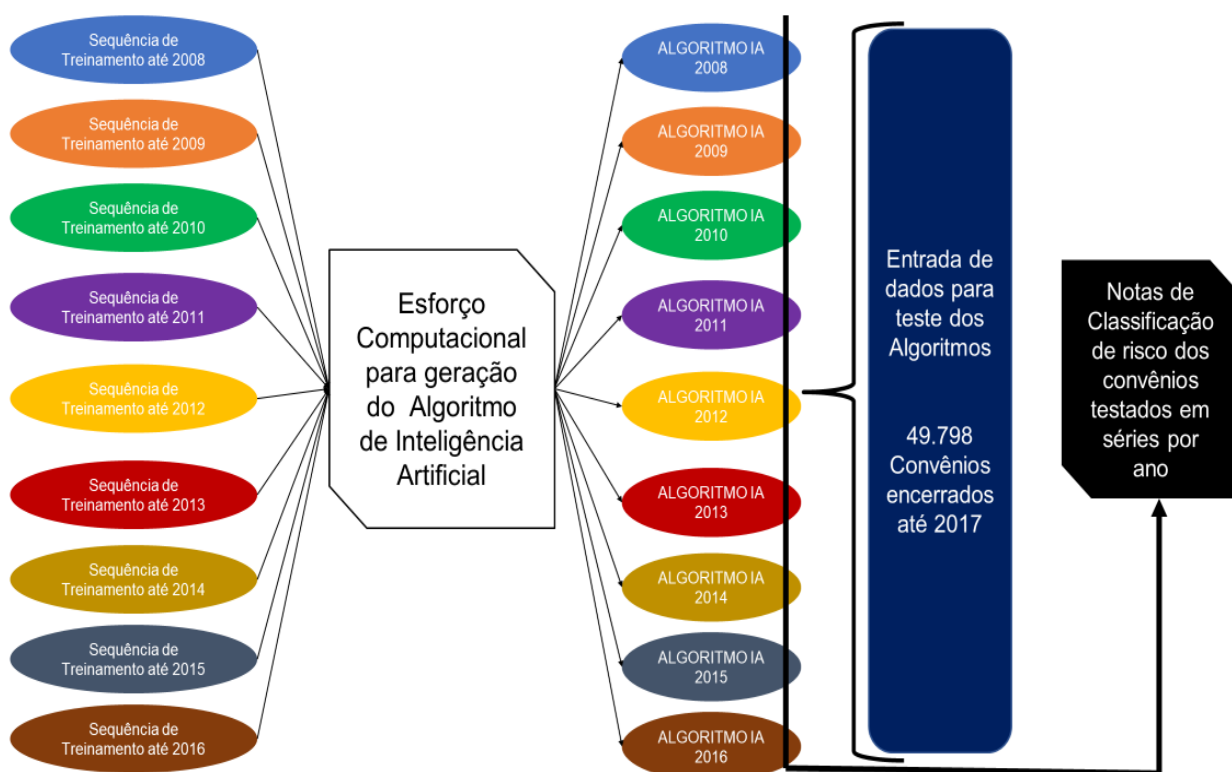 Sequência de
Treinamento até 2008
Sequência de
Treinamento até 2009
Sequência de
Treinamento até 2010
Sequência de
Treinamento até 2011
Sequência de
Treinamento até 2012
Sequência de
Treinamento até 2013
Sequência de
Treinamento até 2014
Sequência de
Treinamento até 2015
Sequência de
Treinamento até 2016
Esforço
Computacional
para geração
do Algoritmo
de Inteligência
Artificial
ALGORITMO IA
2008
ALGORITMO IA
2009
ALGORITMO IA
2010
ALGORITMO IA
2011
ALGORITMO IA
2012
ALGORITMO IA
2013
ALGORITMO IA
2014
ALGORITMO IA
2015
ALGORITMO IA
2016
Entrada de
dados para
teste dos
Algoritmos
49.798
Convênios
encerrados
até 2017
Notas de
Classificação
de risco dos
convênios
testados em
séries por
ano